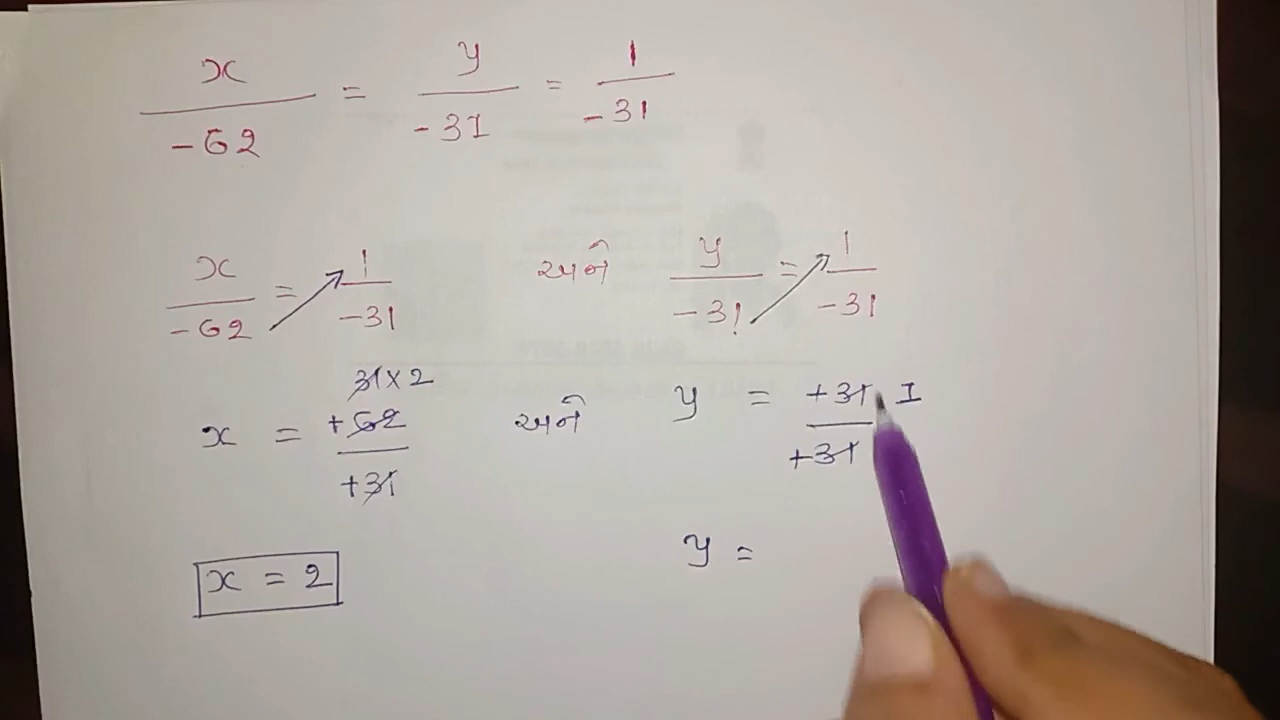 x/-62 = y/-31 = 1/-31
x/-62 = 1/-31 અને y/-31 = 1/-31
31×2
x = +62/+31 અને y = +31/+31 1
x = 2 y =